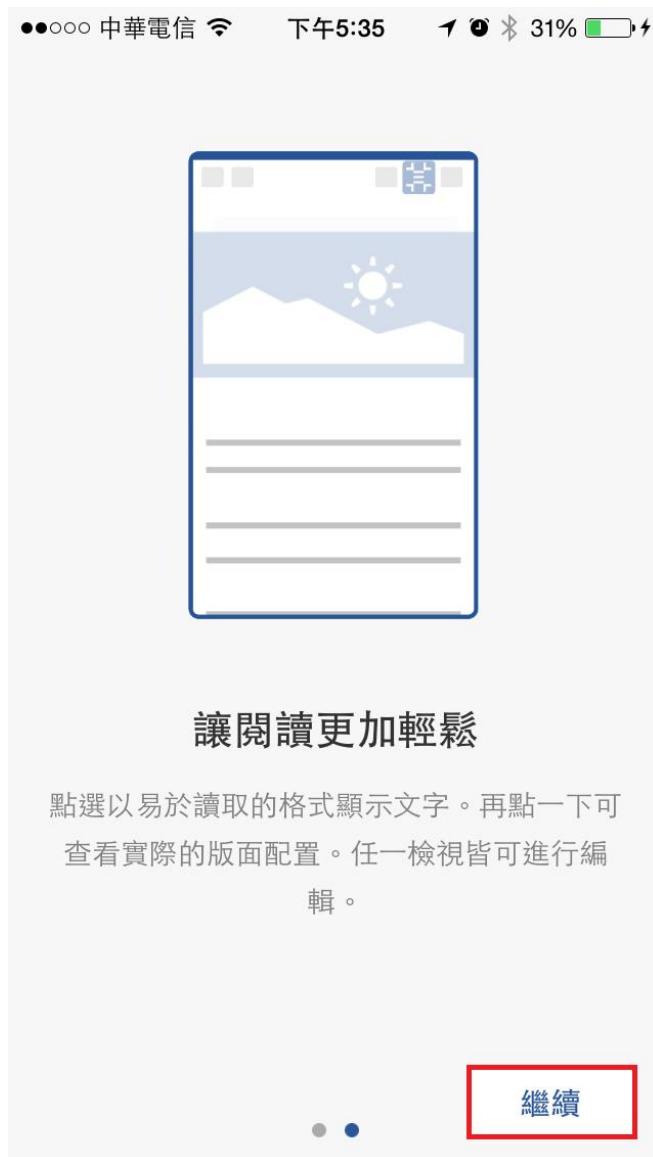 中華電信 下午5:35 31%
讓閱讀更加輕鬆
點選以易於讀取的格式顯示文字。再點一下可
查看實際的版面配置。任一檢視皆可進行編
輯。
繼續